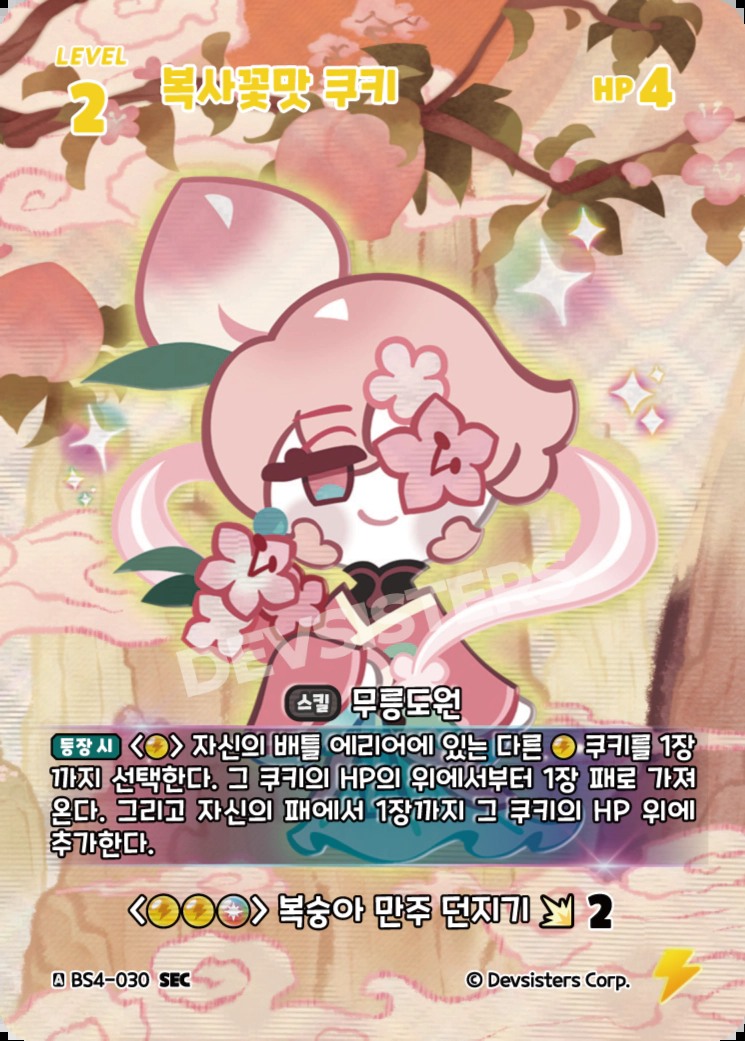 LEVEL
2
복사꽃맛 쿠키
HP 4
DEVSISTERS
스킬 무릉도원
등장 시 < > 자신의 배틀 에리어에 있는 다른 쿠키를 1장
까지 선택한다. 그 쿠키의 HP의 위에서부터 1장 패로 가져
온다. 그리고 자신의 패에서 1장까지 그 쿠키의 HP 위에
추가한다.
< > 복숭아 만주 던지기 2
A BS4-030 SEC
© Devsisters Corp.